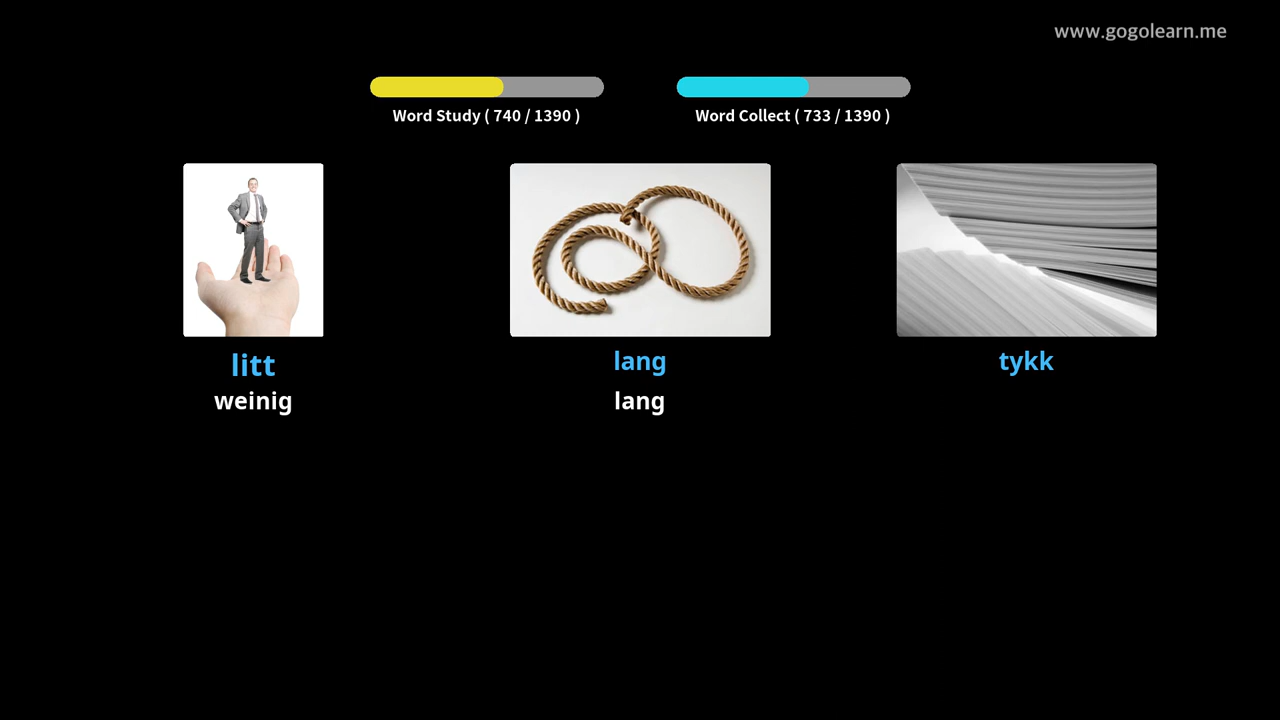 www.gogolearn.me
Word Study ( 740 / 1390 )
Word Collect ( 733 / 1390 )
litt
weinig
lang
lang
tykk